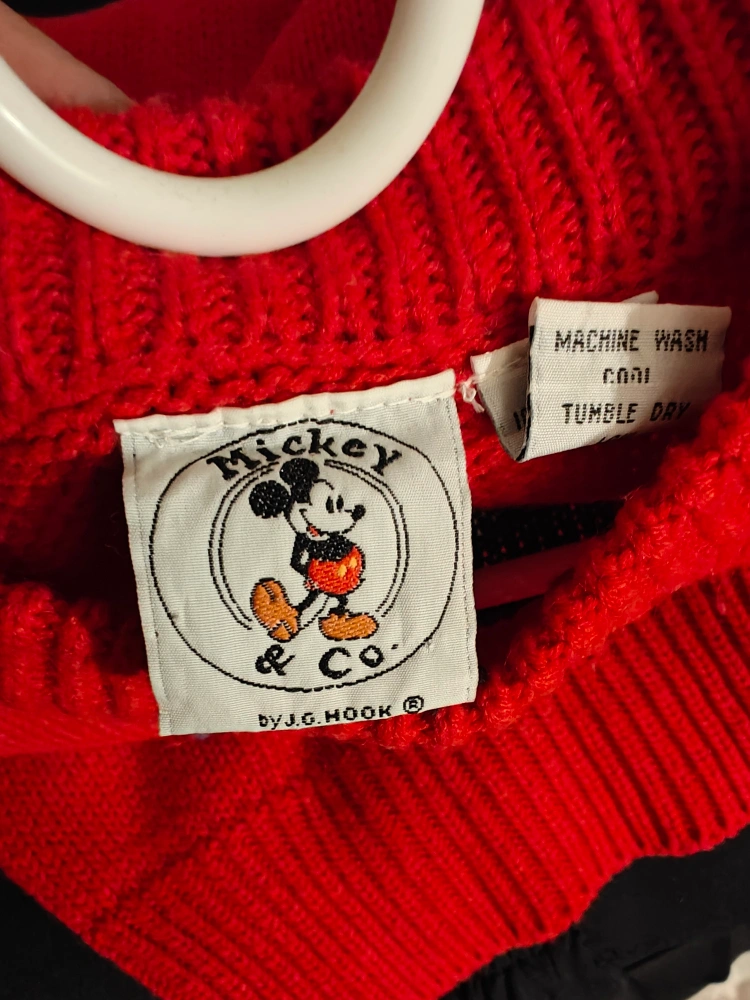 Mickey
& Co.
by J.G. HOOK ®
MACHINE WASH
COOL
TUMBLE DRY